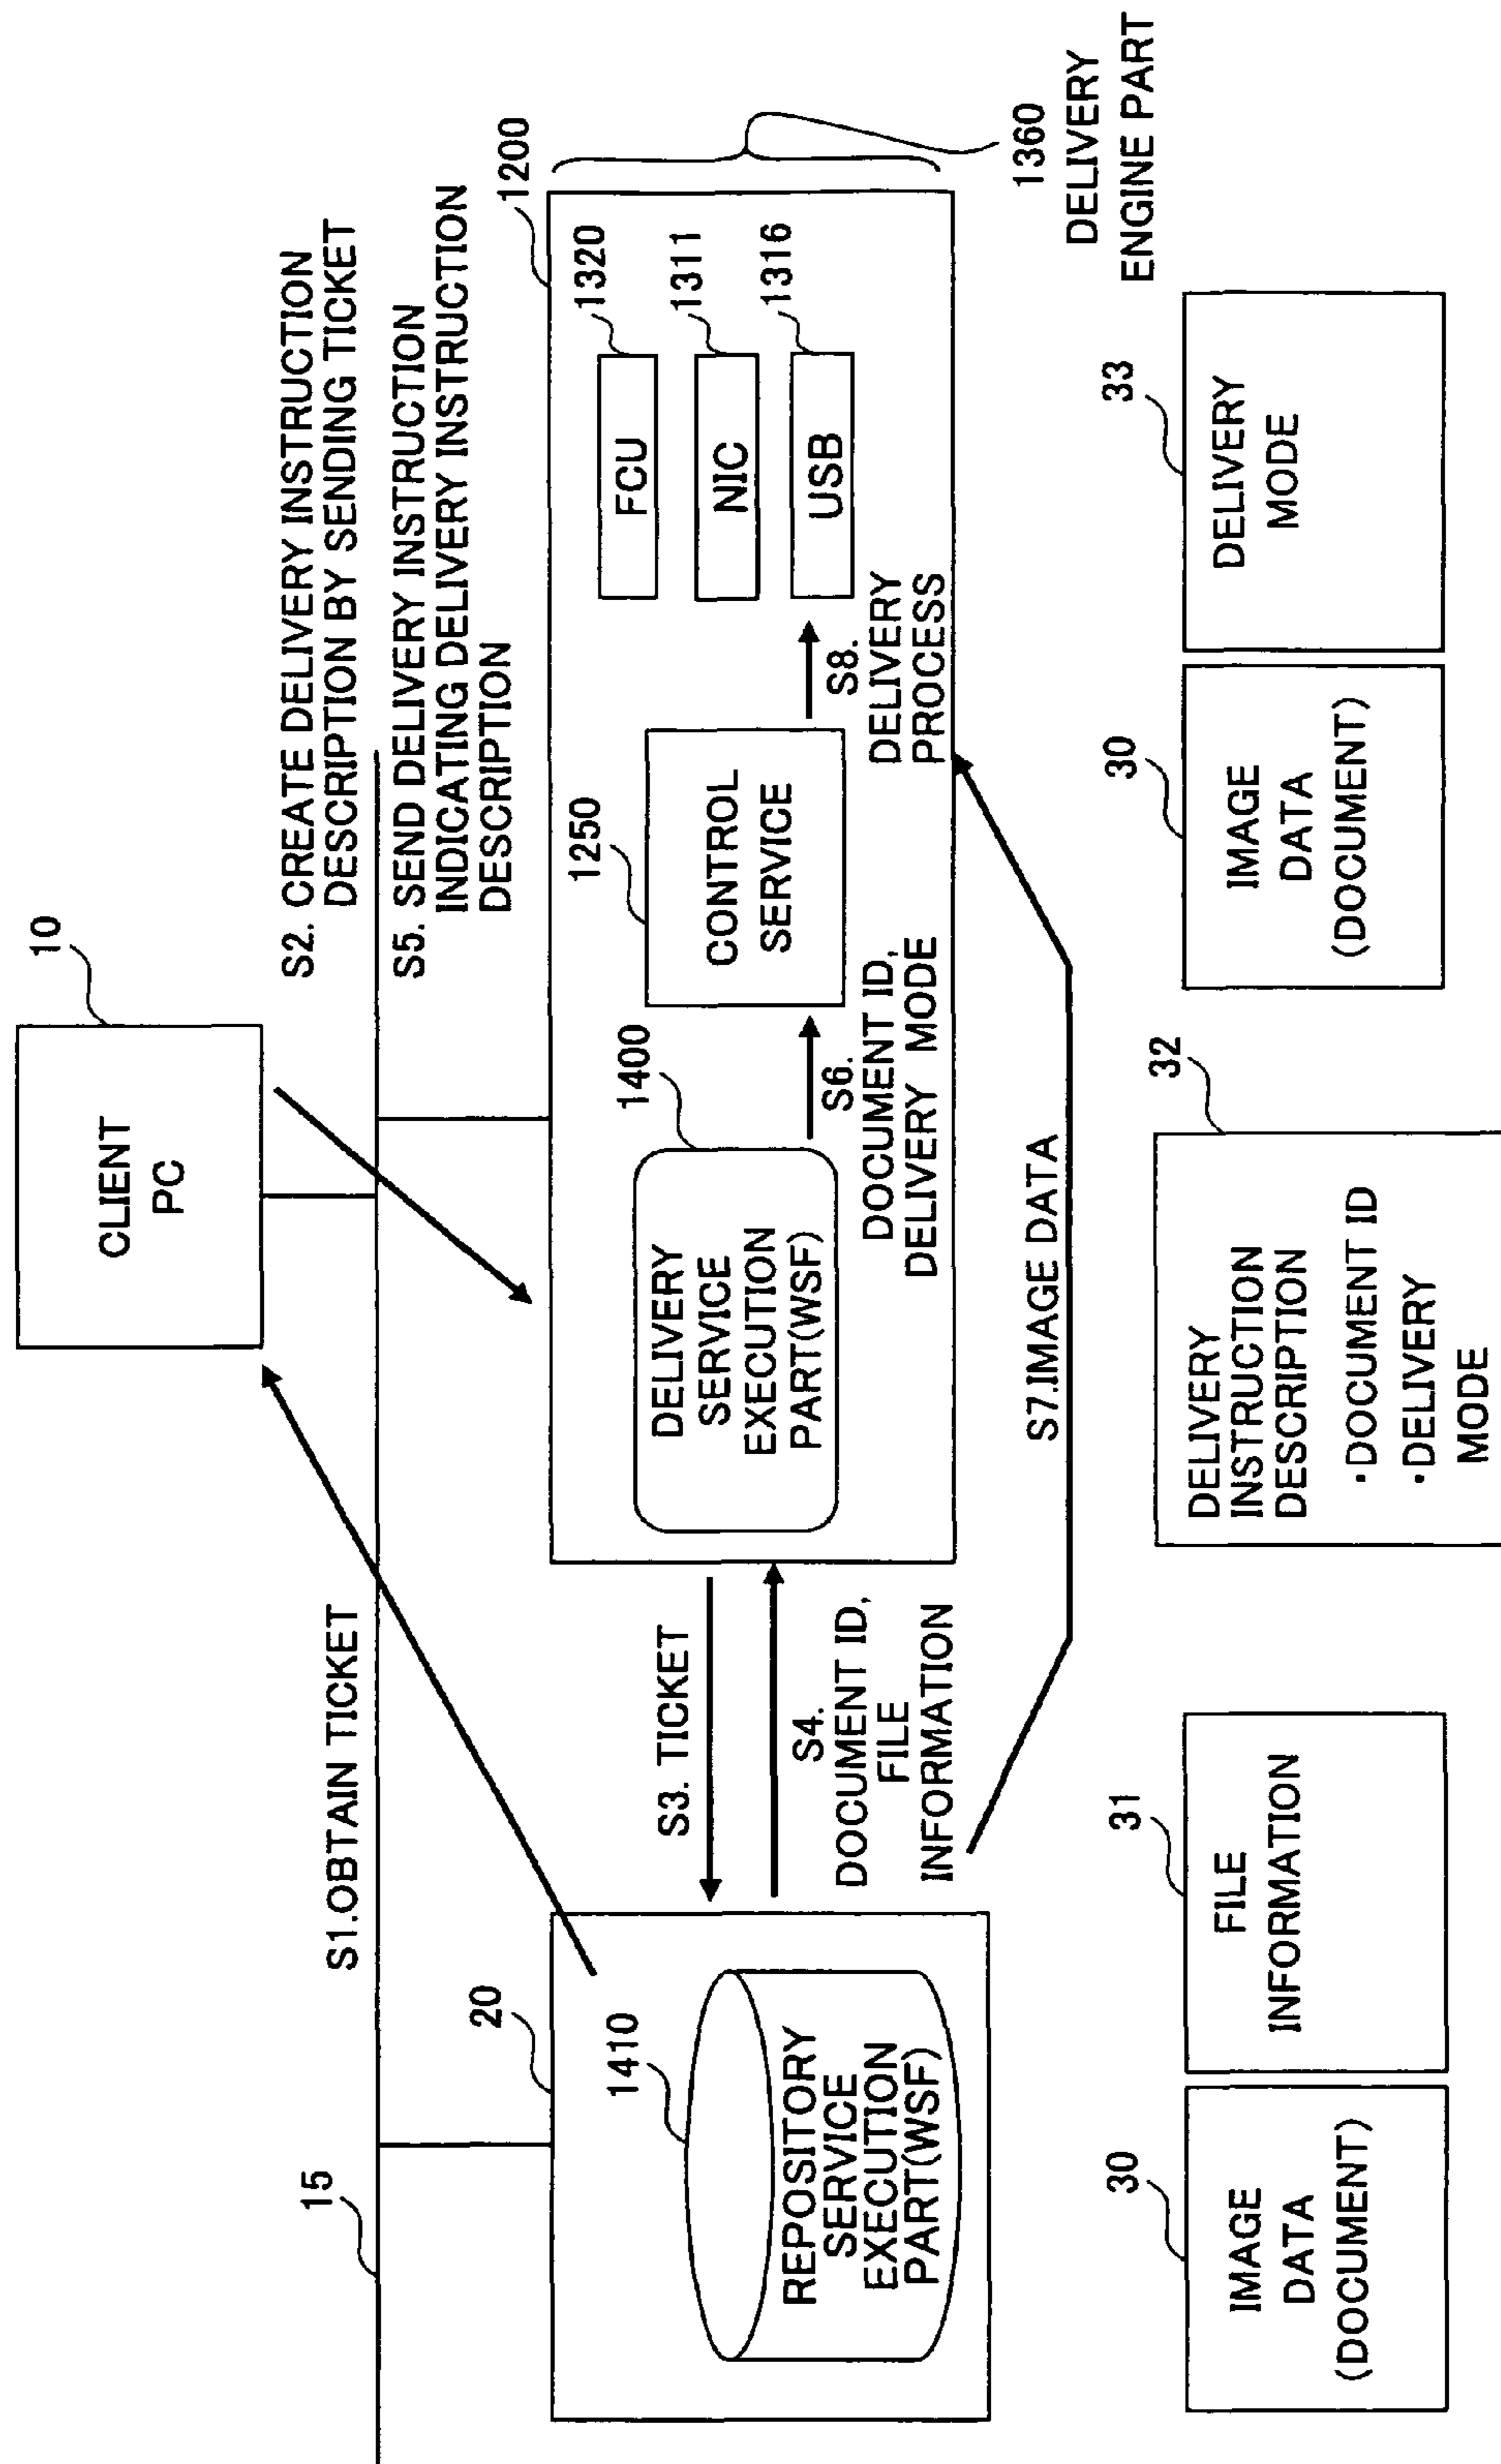 10
CLIENT
PC
15
S1.OBTAIN TICKET
S2. CREATE DELIVERY INSTRUCTION
DESCRIPTION BY SENDING TICKET
S5. SEND DELIVERY INSTRUCTION
INDICATING DELIVERY INSTRUCTION
DESCRIPTION
20
1410
REPOSITORY
SERVICE
EXECUTION
PART(WSF)
S3. TICKET
S4.
DOCUMENT ID,
FILE
INFORMATION
1200
1400
DELIVERY
SERVICE
EXECUTION
PART(WSF)
S6.
DOCUMENT ID,
DELIVERY MODE
1250
CONTROL
SERVICE
S8.
DELIVERY
PROCESS
FCU
1320
NIC
1311
USB
1316
1360
DELIVERY
ENGINE PART
S7.IMAGE DATA
30
IMAGE
DATA
(DOCUMENT)
31
FILE
INFORMATION
32
DELIVERY
INSTRUCTION
DESCRIPTION
・DOCUMENT ID
・DELIVERY
MODE
30
IMAGE
DATA
(DOCUMENT)
33
DELIVERY
MODE